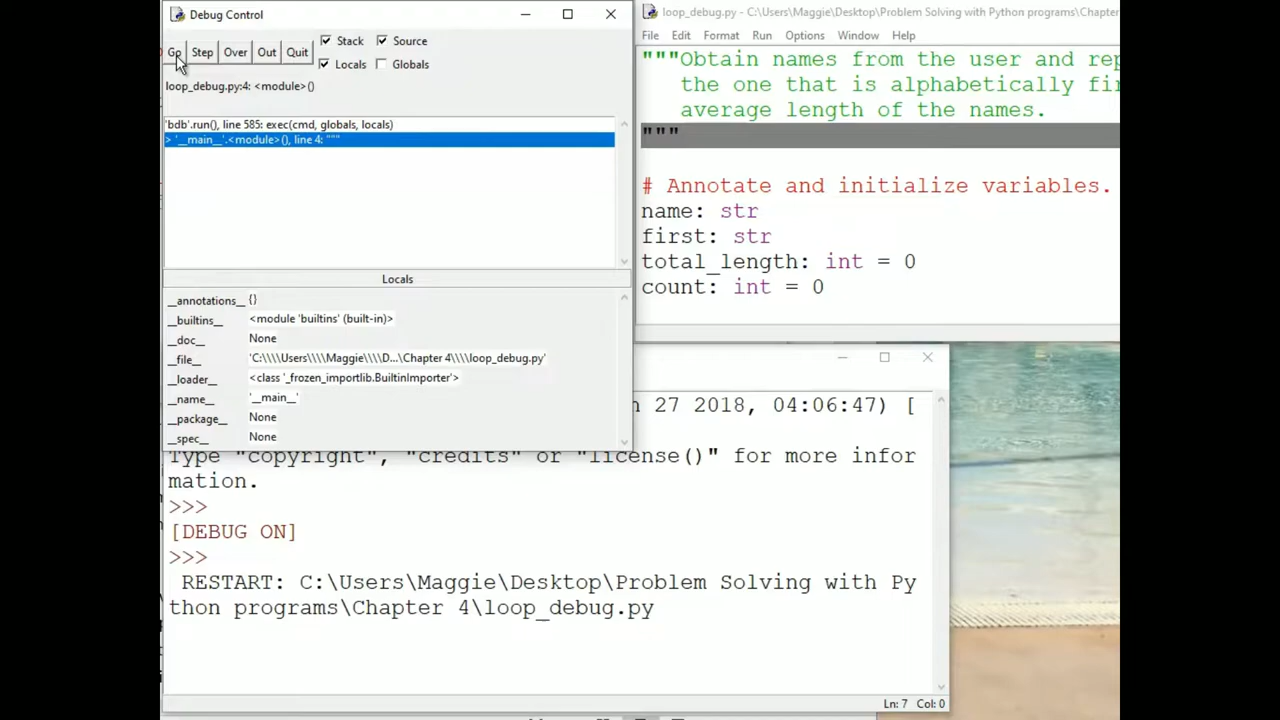 Debug Control
Go Step Over Out Quit
Stack Source
Locals Globals
loop_debug.py:4: <module>()
'bdb'.run(), line 585: exec(cmd, globals, locals)
> '__main__'.<module>(), line 4: """
Locals
__annotations__ {}
__builtins__ <module 'builtins' (built-in)>
__doc__ None
__file__ 'C:\\\\Users\\\\Maggie\\\\D...\Chapter 4\\\\loop_debug.py'
__loader__ <class '_frozen_importlib.BuiltinImporter'>
__name__ '__main__'
__package__ None
__spec__ None
loop_debug.py - C:\Users\Maggie\Desktop\Problem Solving with Python programs\Chapter
File Edit Format Run Options Window Help
"""Obtain names from the user and rep
the one that is alphabetically fi
average length of the names.
"""
# Annotate and initialize variables.
name: str
first: str
total_length: int = 0
count: int = 0
27 2018, 04:06:47) [
Type "copyright", "credits" or "license()" for more infor
mation.
>>>
[DEBUG ON]
>>>
RESTART: C:\Users\Maggie\Desktop\Problem Solving with Py
thon programs\Chapter 4\loop_debug.py
Ln: 7 Col: 0